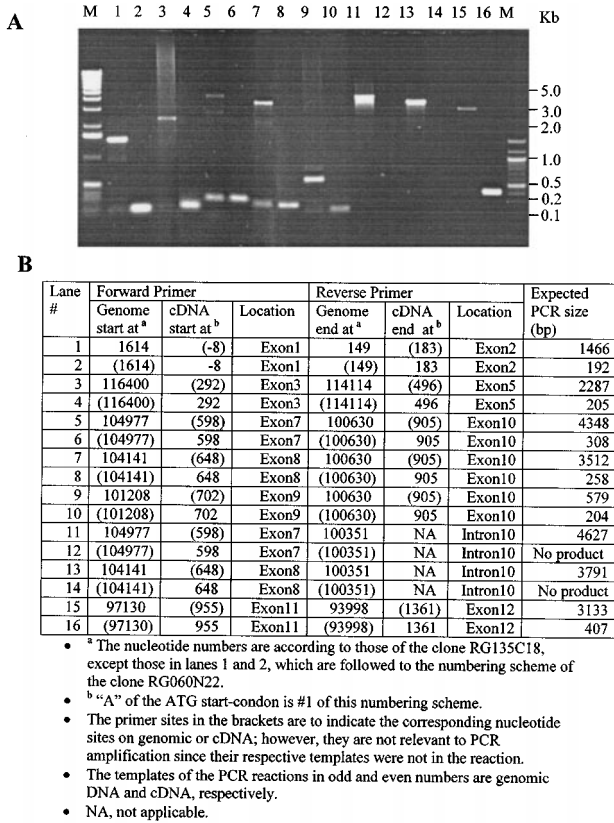 A
M 1 2 3 4 5 6 7 8 9 10 11 12 13 14 15 16 M Kb
5.0
3.0
2.0
1.0
0.5
0.2
0.1
B
Lane # Forward Primer Reverse Primer Expected PCR size (bp)
Genome start at a cDNA start at b Location Genome end at a cDNA end at b Location
1 1614 (-8) Exon1 149 (183) Exon2 1466
2 (1614) -8 Exon1 (149) 183 Exon2 192
3 116400 (292) Exon3 114114 (496) Exon5 2287
4 (116400) 292 Exon3 (114114) 496 Exon5 205
5 104977 (598) Exon7 100630 (905) Exon10 4348
6 (104977) 598 Exon7 (100630) 905 Exon10 308
7 104141 (648) Exon8 100630 (905) Exon10 3512
8 (104141) 648 Exon8 (100630) 905 Exon10 258
9 101208 (702) Exon9 100630 (905) Exon10 579
10 (101208) 702 Exon9 (100630) 905 Exon10 204
11 104977 (598) Exon7 100351 NA Intron10 4627
12 (104977) 598 Exon7 (100351) NA Intron10 No product
13 104141 (648) Exon8 100351 NA Intron10 3791
14 (104141) 648 Exon8 (100351) NA Intron10 No product
15 97130 (955) Exon11 93998 (1361) Exon12 3133
16 (97130) 955 Exon11 (93998) 1361 Exon12 407
• a The nucleotide numbers are according to those of the clone RG135C18,
except those in lanes 1 and 2, which are followed to the numbering scheme of
the clone RG060N22.
• b "A" of the ATG start-condon is #1 of this numbering scheme.
• The primer sites in the brackets are to indicate the corresponding nucleotide
sites on genomic or cDNA; however, they are not relevant to PCR
amplification since their respective templates were not in the reaction.
• The templates of the PCR reactions in odd and even numbers are genomic
DNA and cDNA, respectively.
• NA, not applicable.